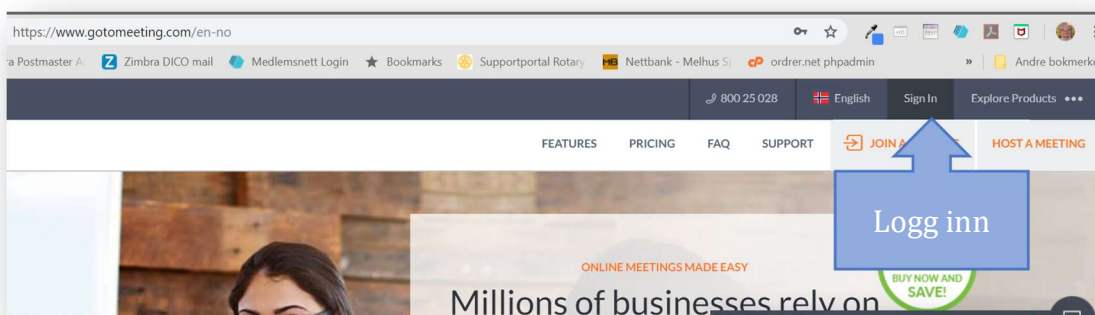 https://www.gotomeeting.com/en-no
ra Postmaster A Zimbra DICO mail Medlemsnett Login Bookmarks Supportportal Rotary Nettbank - Melhus S ordrer.net phpadmin » Andre bokmerke
800 25 028 English Sign In Explore Products
FEATURES PRICING FAQ SUPPORT JOIN A HOST A MEETING
Logg inn
ONLINE MEETINGS MADE EASY
BUY NOW AND
SAVE!
Millions of businesses rely on